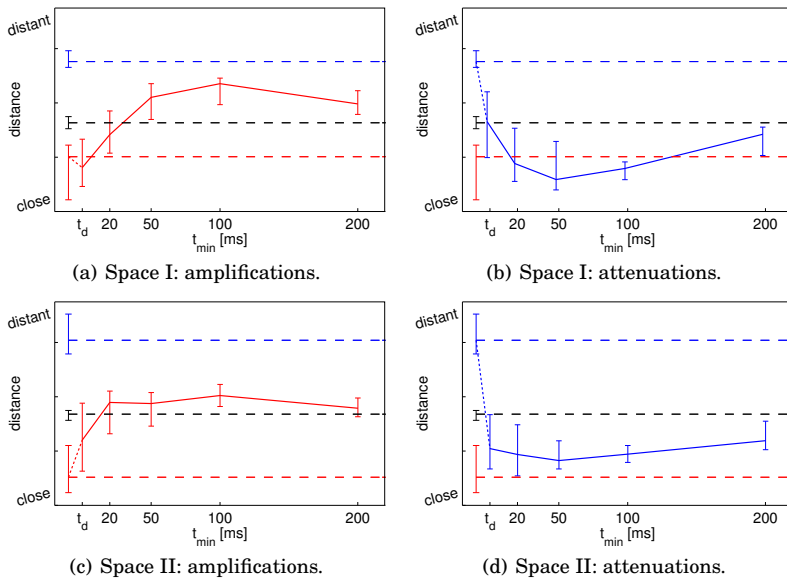 distant
distance
close
t_d 20 50 100 200
t_min [ms]
(a) Space I: amplifications.
distant
distance
close
t_d 20 50 100 200
t_min [ms]
(b) Space I: attenuations.
distant
distance
close
t_d 20 50 100 200
t_min [ms]
(c) Space II: amplifications.
distant
distance
close
t_d 20 50 100 200
t_min [ms]
(d) Space II: attenuations.